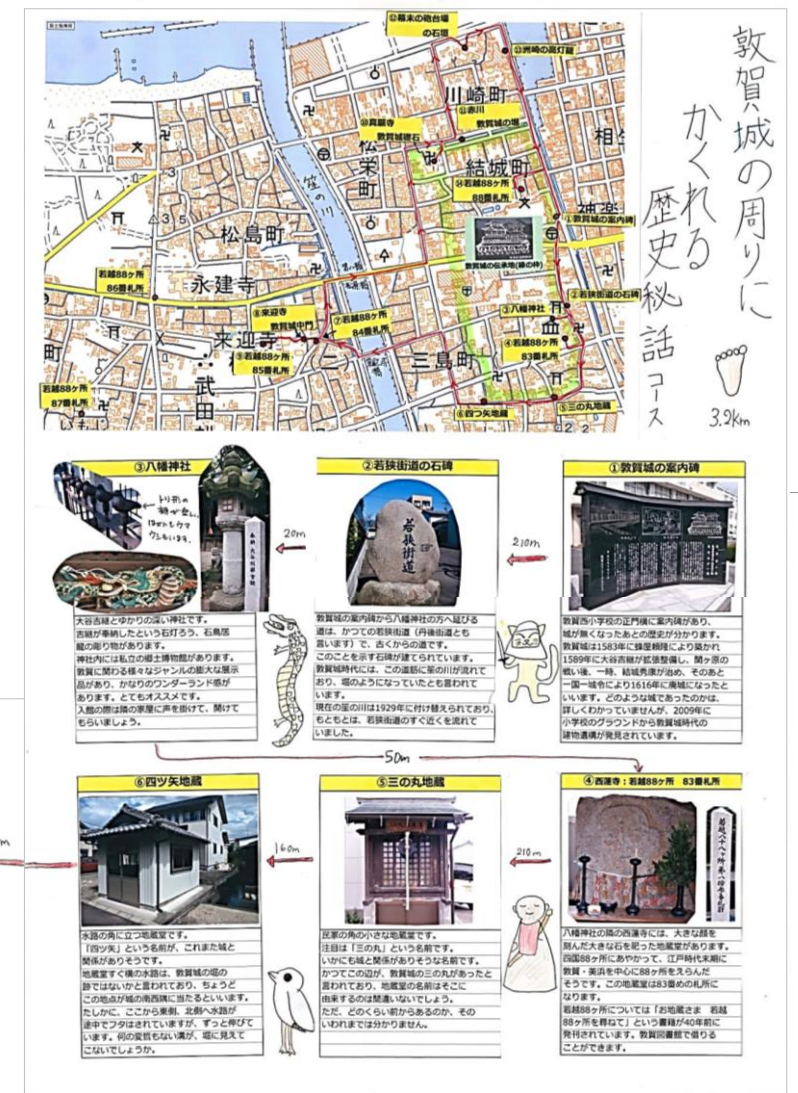 敦賀城の周りに
かくれる
歴史秘話コース
3.2km
⑫幕末の砲台場
の石垣
⑬洲崎の高灯籠
川崎町
⑪赤川
敦賀城の堀
⑩真願寺
敦賀城礎石
松栄町
結城町
⑭若越88ヶ所
88番札所
神楽
①敦賀城の案内碑
笙の川
松島町
敦賀城の伝承地(緑の枠)
永建寺
若越88ヶ所
86番札所
②若狭街道の石碑
③八幡神社
⑧来迎寺
敦賀城中門
⑦若越88ヶ所
84番札所
④若越88ヶ所
83番札所
来迎寺
⑨若越88ヶ所
85番札所
三島町
(二)
武田
若越88ヶ所
87番札所
⑥四つ矢地蔵
⑤三の丸地蔵
①敦賀城の案内碑
敦賀西小学校の正門横に案内碑があり、
城が無くなったあとの歴史が分かります。
敦賀城は1583年に蜂屋頼隆により築かれ
1589年に大谷吉継が拡張整備し、関ヶ原の
戦い後、一時、結城秀康が治め、そのあと
一国一城令により1616年に廃城になったと
いいます。どのような城であったのかは、
詳しくわかっていませんが、2009年に
小学校のグラウンドから敦賀城時代の
建物遺構が発見されています。
210m
②若狭街道の石碑
若狭街道
敦賀城の案内碑から八幡神社の方へ延びる
道は、かつての若狭街道（丹後街道とも
言います）で、古くからの道です。
このことを示す石碑が建てられています。
敦賀城時代には、この道筋に笙の川が流れて
おり、堀のようになっていたとも言われて
います。
現在の笙の川は1929年に付け替えられており、
もともとは、若狭街道のすぐ近くを流れて
いました。
20m
③八幡神社
トリ形の
ほかにもウマ
ウシもいます。
大谷吉継とゆかりの深い神社です。
吉継が奉納したという石灯ろう、石鳥居
龍の彫り物があります。
神社内には私立の郷土博物館があります。
敦賀に関わる様々なジャンルの膨大な展示
品があり、かなりのワンダーランド感が
あります。とてもオススメです。
入館の際は隣の家屋に声を掛けて、開けて
もらいましょう。
50m
④西蓮寺：若越88ヶ所　83番札所
八幡神社の隣の西蓮寺には、大きな顔を
刻んだ大きな石を祀った地蔵堂があります。
四国88ヶ所にあやかって、江戸時代末期に
敦賀・美浜を中心に88ヶ所をえらんだ
そうです。この地蔵堂は83番めの札所に
なります。
若越88ヶ所については「お地蔵さま　若越
88ヶ所を尋ねて」という書籍が40年前に
発刊されています。敦賀図書館で借りる
ことができます。
210m
⑤三の丸地蔵
民家の角の小さな地蔵堂です。
注目は「三の丸」という名前です。
いかにも城と関係がありそうな名前です。
かつてこの辺が、敦賀城の三の丸があったと
言われており、地蔵堂の名前はそこに
由来するのは間違いないでしょう。
ただ、どのくらい前からあるのか、その
いわれまでは分かりません。
160m
⑥四ツ矢地蔵
水路の角に立つ地蔵堂です。
「四ツ矢」という名前が、これまた城と
関係がありそうです。
地蔵堂すぐ横の水路は、敦賀城の堀の
跡ではないかと言われており、ちょうど
この地点が城の南西隅に当たるといいます。
たしかに、ここから東側、北側へ水路が
途中でフタはされていますが、ずっと伸びて
います。何の変哲もない溝が、堀に見えて
こないでしょうか。